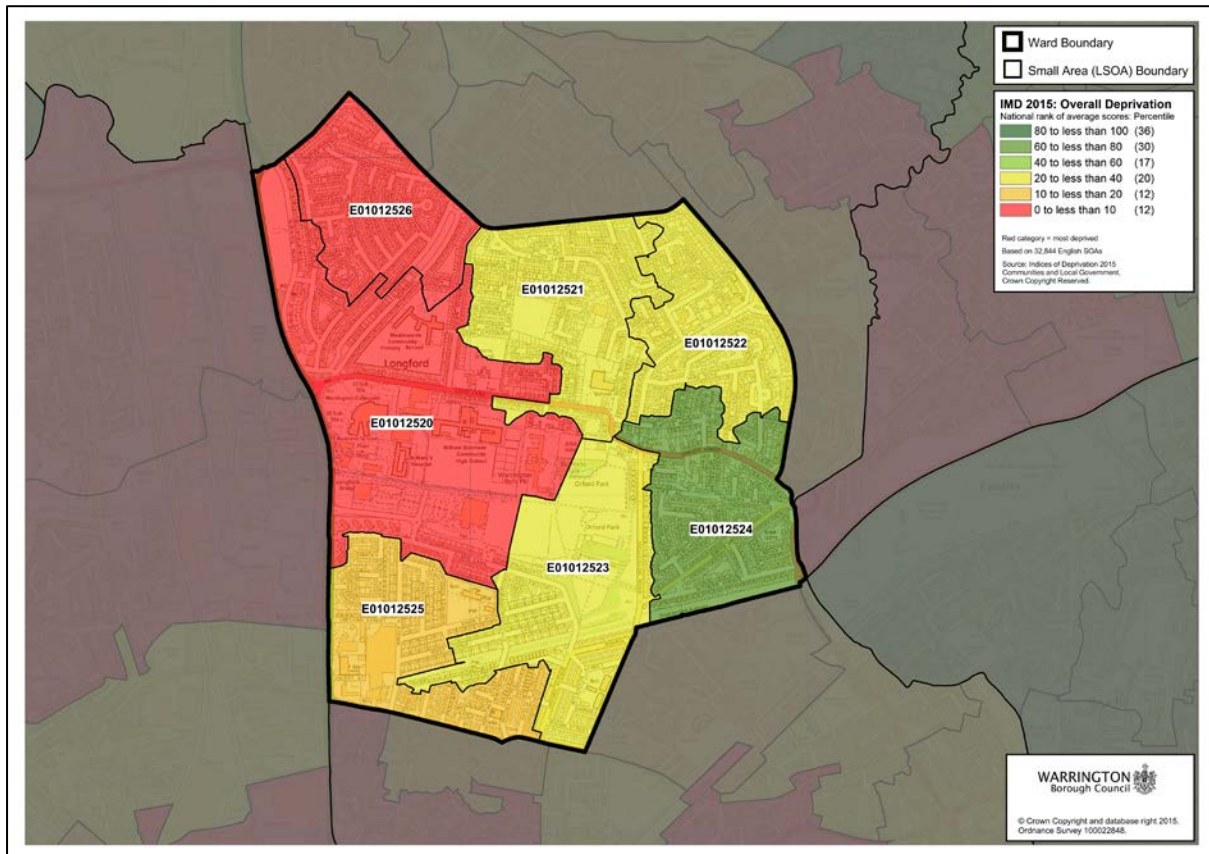 Ward Boundary
Small Area (LSOA) Boundary
IMD 2015: Overall Deprivation
National rank of average scores: Percentile
80 to less than 100 (36)
60 to less than 80 (30)
40 to less than 60 (17)
20 to less than 40 (20)
10 to less than 20 (12)
0 to less than 10 (12)
Red category = most deprived
Based on 32,844 English SOAs
Source: Indices of Deprivation 2015
Communities and Local Government,
Crown Copyright Reserved.
E01012526
E01012521
E01012522
Longford
E01012520
Orford Park
Orford Park
E01012524
E01012523
E01012525
WARRINGTON
Borough Council
© Crown Copyright and database right 2015.
Ordnance Survey 100022848.